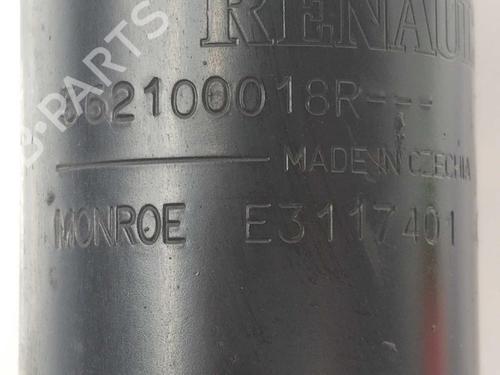 RENAULT
562100018R---
MADE IN CZECHIA
MONROE E3117401
B-PARTS